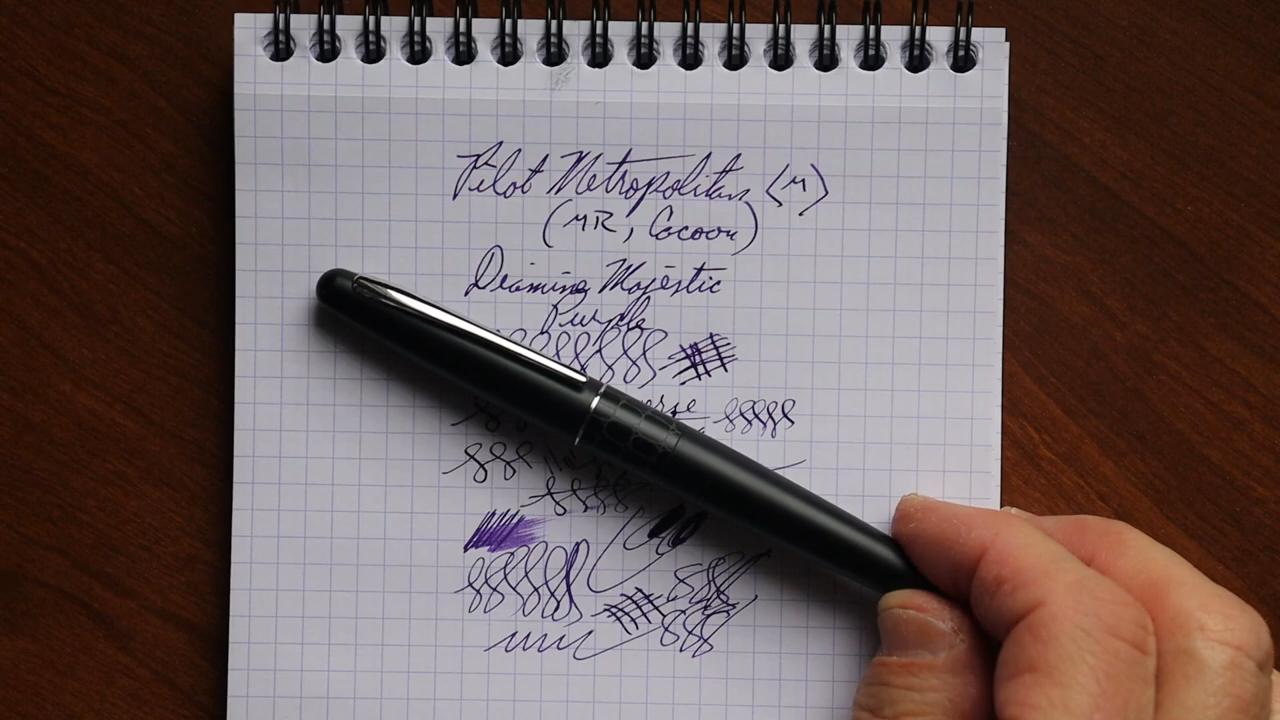 Pilot Metropolitan <M>
(MR, Cocoon)
Diamine Majestic
Purple